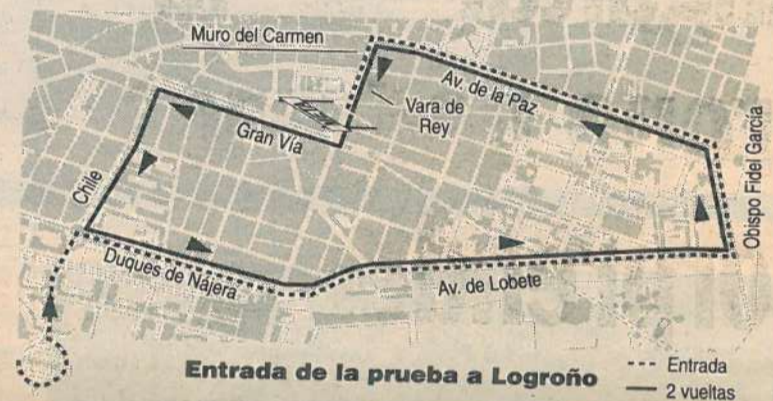 Muro del Carmen
Av. de la Paz
Vara de
Rey
Gran Vía
Chile
Obispo Fidel García
Duques de Nájera
Av. de Lobete
Entrada de la prueba a Logroño
Entrada
2 vueltas